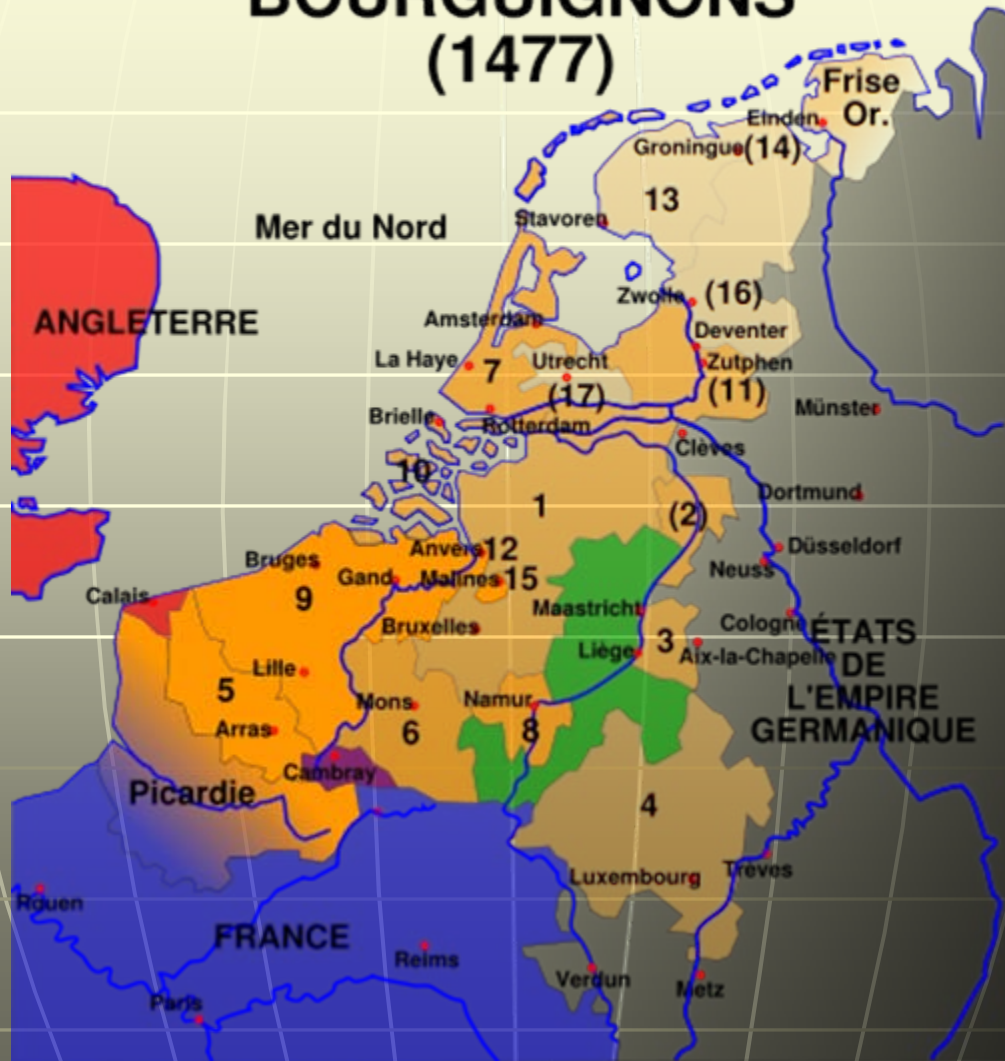 BOURGUIGNONS
(1477)
Frise
Or.
Einden
Groningue (14)
13
Stavoren
Mer du Nord
ANGLETERRE
Zwolle (16)
Amsterdam
Deventer
La Haye
7
Utrecht
Zutphen
(17)
(11)
Brielle
Rotterdam
Münster
Clèves
10
1
(2)
Dortmund
Anvers 12
Düsseldorf
Bruges
Gand
Malines 15
Neuss
Calais
9
Maastricht
Bruxelles
Cologne
ÉTATS
DE
L'EMPIRE
GERMANIQUE
Liège
3
Aix-la-Chapelle
Lille
5
Mons
Namur
Arras
6
8
Cambray
Picardie
4
Luxembourg
Trèves
Rouen
FRANCE
Reims
Verdun
Metz
Paris